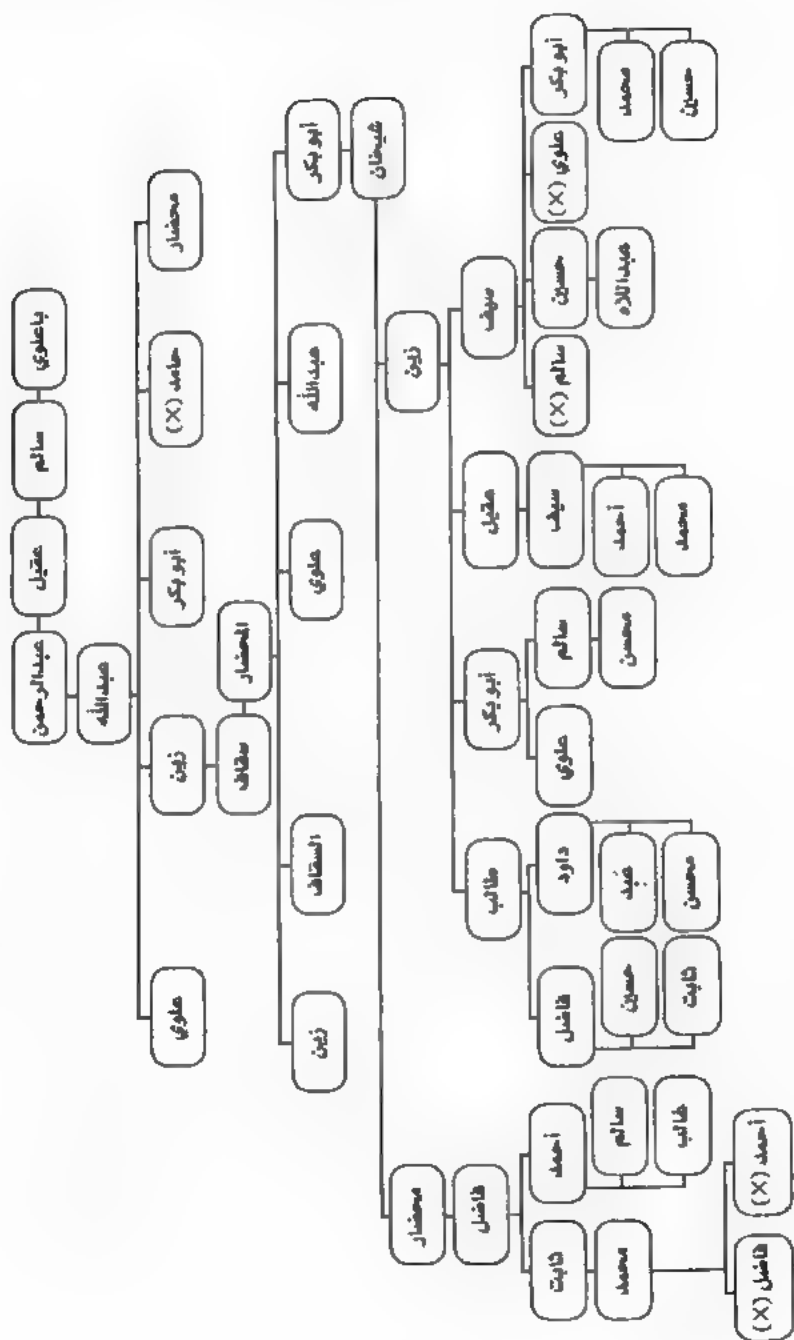 باعلوي
سالم
عقيل
عبدالرحمن
عبدالله
محضار
حامد (X)
أبو بكر
زين
علوي
المحضار
سقاف
أبو بكر
عبدالله
علوي
السقاف
زين
شيخان
زين
محضار
سيف
عقيل
أبو بكر
طالب
فاضل
أبو بكر
علوي (X)
حسين
سالم (X)
سيف
سالم
علوي
داود
فاضل
أحمد
ثابت
محمد
عبداللاه
أحمد
محسن
حسين
سالم
محمد
حسين
محمد
محسن
ثابت
غالب
أحمد (X)
فاضل (X)